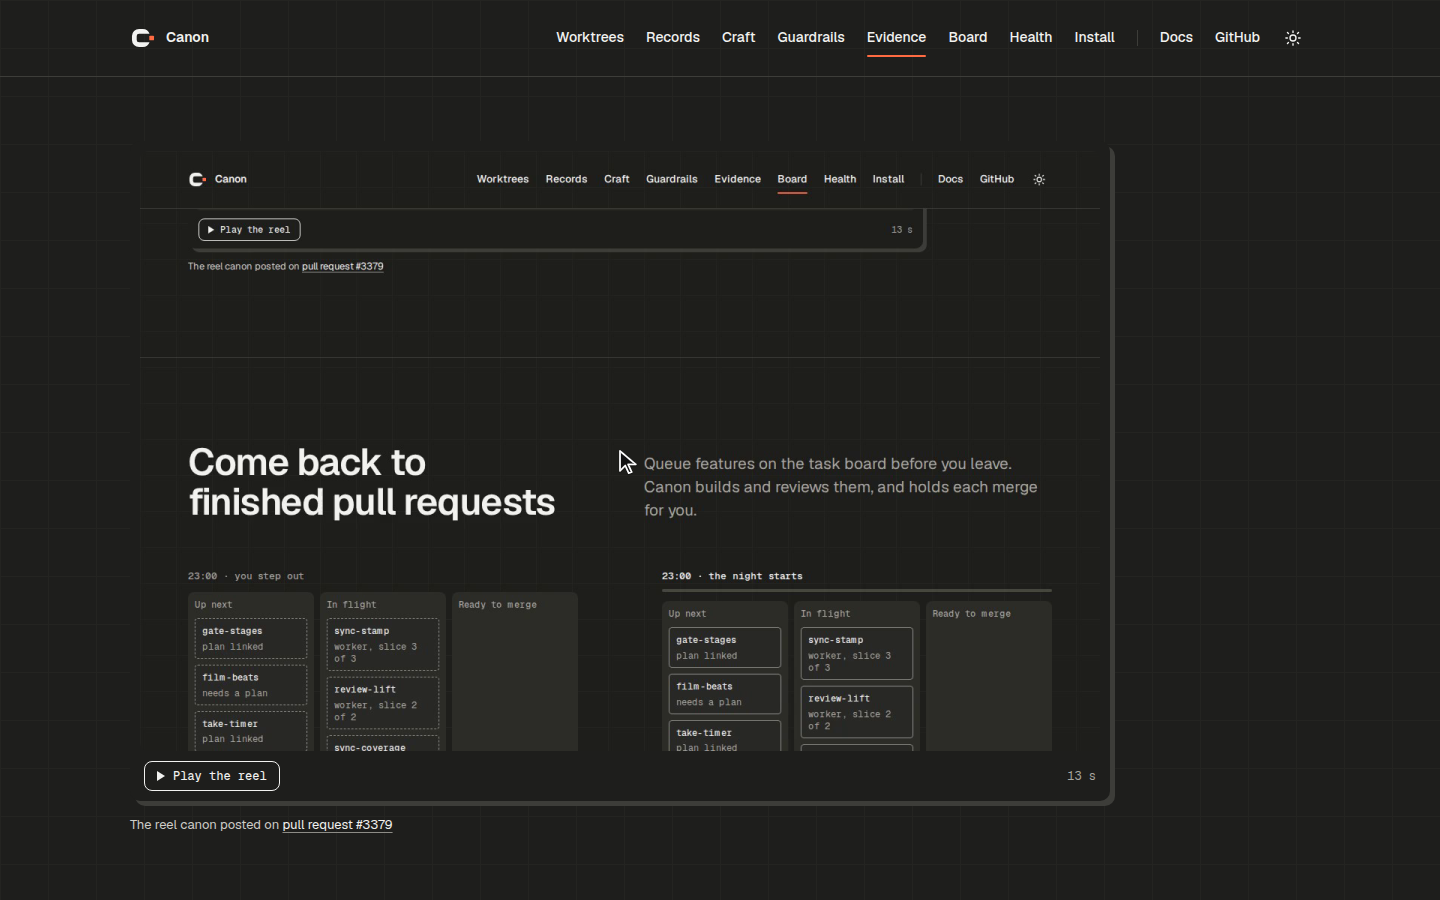 Canon
Worktrees Records Craft Guardrails Evidence Board Health Install Docs GitHub
Canon
Worktrees Records Craft Guardrails Evidence Board Health Install Docs GitHub
Play the reel 13 s
The reel canon posted on pull request #3379
Come back to
finished pull requests
Queue features on the task board before you leave.
Canon builds and reviews them, and holds each merge
for you.
23:00 · you step out
Up next
gate-stages
plan linked
film-beats
needs a plan
take-timer
plan linked
In flight
sync-stamp
worker, slice 3
of 3
review-lift
worker, slice 2
of 2
sync-coverage
Ready to merge
23:00 · the night starts
Up next
gate-stages
plan linked
film-beats
needs a plan
take-timer
plan linked
In flight
sync-stamp
worker, slice 3
of 3
review-lift
worker, slice 2
of 2
Ready to merge
Play the reel 13 s
The reel canon posted on pull request #3379